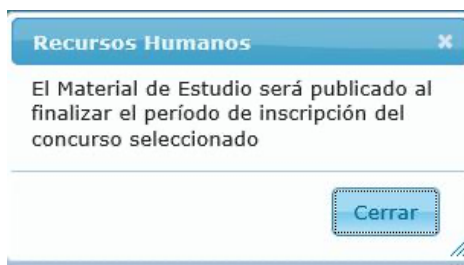 Recursos Humanos
El Material de Estudio será publicado al
finalizar el período de inscripción del
concurso seleccionado
Cerrar